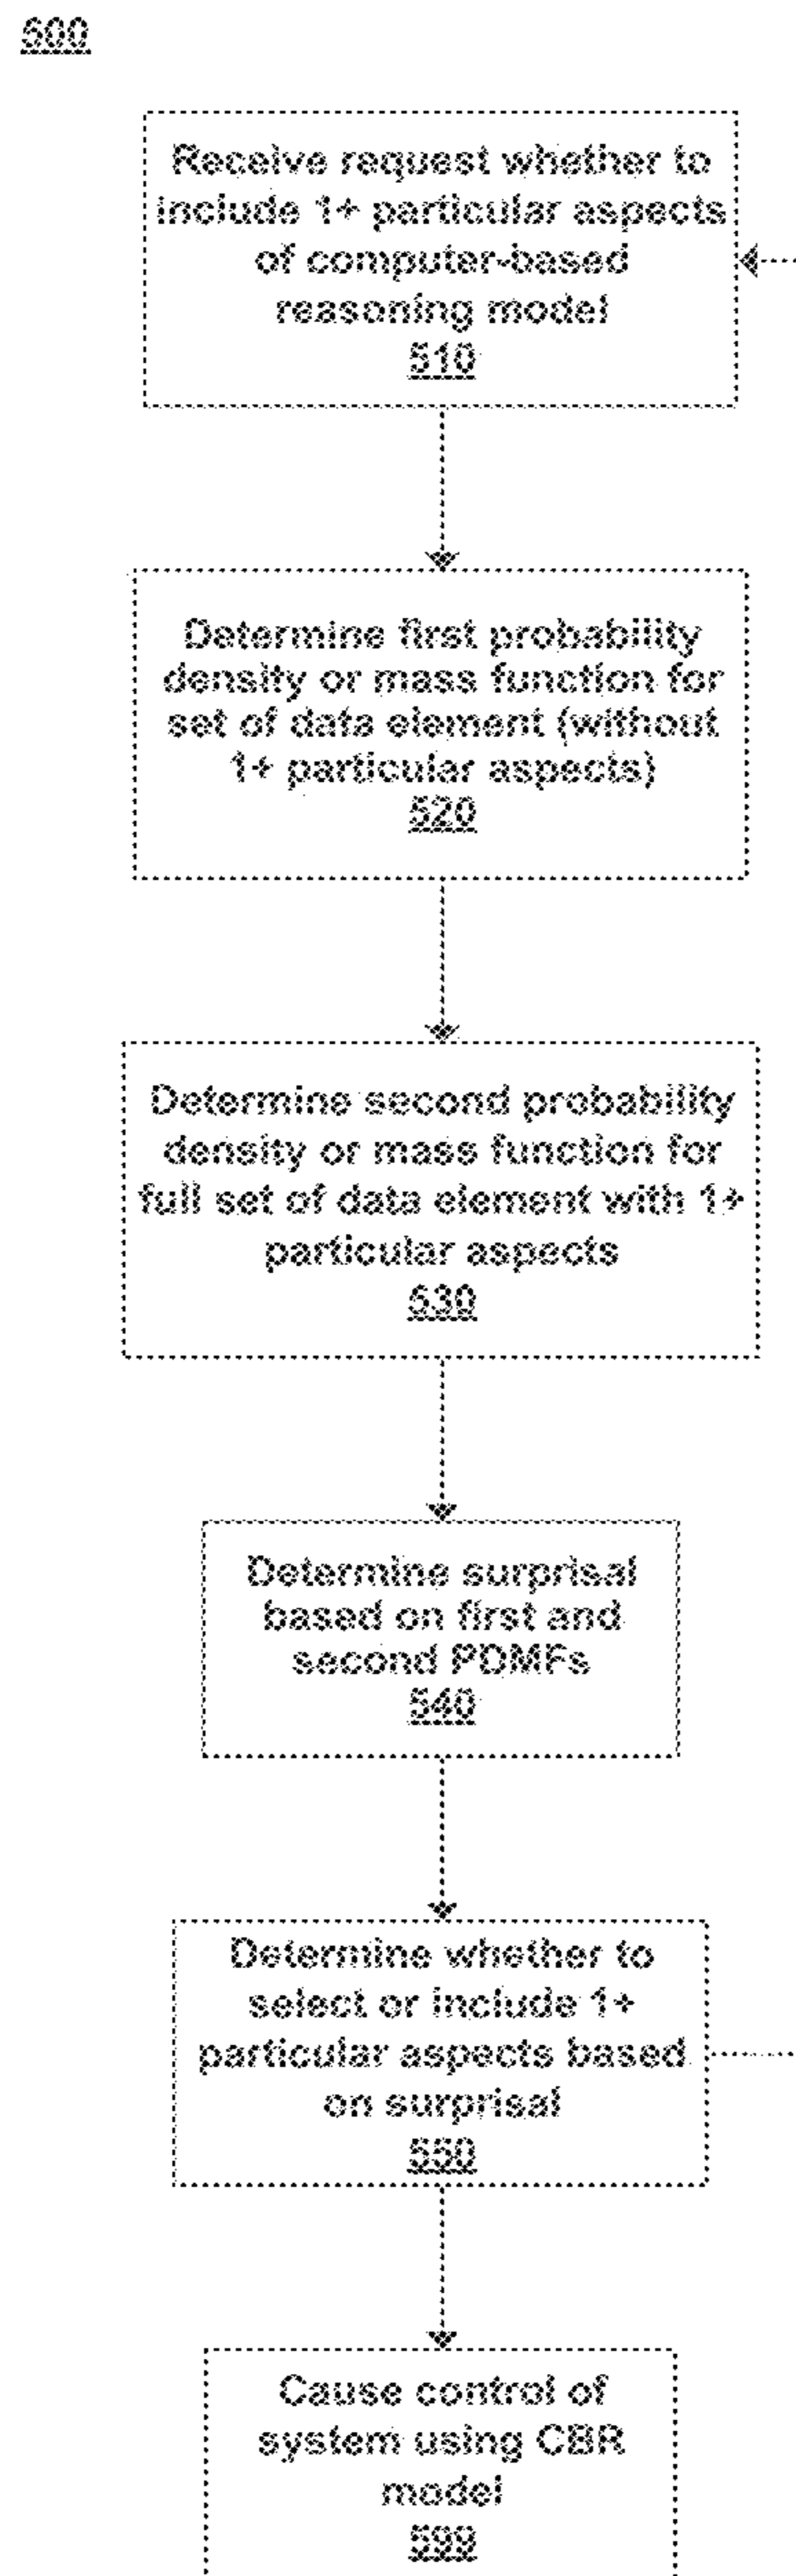 500
Receive request whether to
include 1+ particular aspects
of computer-based
reasoning model
510
Determine first probability
density or mass function for
set of data element (without
1+ particular aspects)
520
Determine second probability
density or mass function for
full set of data element with 1+
particular aspects
530
Determine surprisal
based on first and
second PDMFs
540
Determine whether to
select or include 1+
particular aspects based
on surprisal
550
Cause control of
system using CBR
model
599